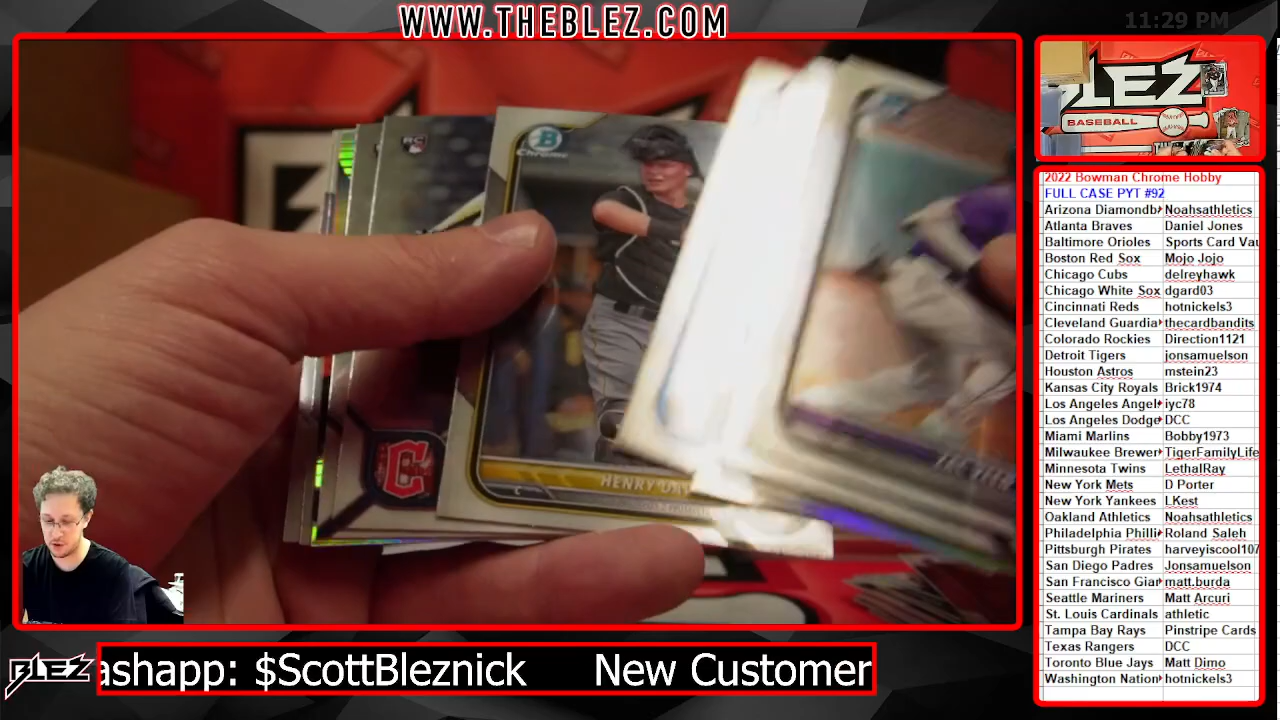 WWW.THEBLEZ.COM
11:29 PM
BLEZ
BASEBALL
2022 Bowman Chrome Hobby
FULL CASE PYT #92
Arizona Diamondb Noahsathletics
Atlanta Braves Daniel Jones
Baltimore Orioles Sports Card Vau
Boston Red Sox Mojo Jojo
Chicago Cubs delreyhawk
Chicago White Sox dgard03
Cincinnati Reds hotnickels3
Cleveland Guardia thecardbandits
Colorado Rockies Direction1121
Detroit Tigers jonsamuelson
Houston Astros mstein23
Kansas City Royals Brick1974
Los Angeles Angel iyc78
Los Angeles Dodge DCC
Miami Marlins Bobby1973
Milwaukee Brewer TigerFamilyLife
Minnesota Twins LethalRay
New York Mets D Porter
New York Yankees LKest
Oakland Athletics Noahsathletics
Philadelphia Philli Roland Saleh
Pittsburgh Pirates harveyiscool107
San Diego Padres Jonsamuelson
San Francisco Gian matt.burda
Seattle Mariners Matt Arcuri
St. Louis Cardinals athletic
Tampa Bay Rays Pinstripe Cards
Texas Rangers DCC
Toronto Blue Jays Matt Dimo
Washington Nation hotnickels3
RC
B
Chrome
C
HENRY
BLEZ
ashapp: $ScottBleznick New Customer